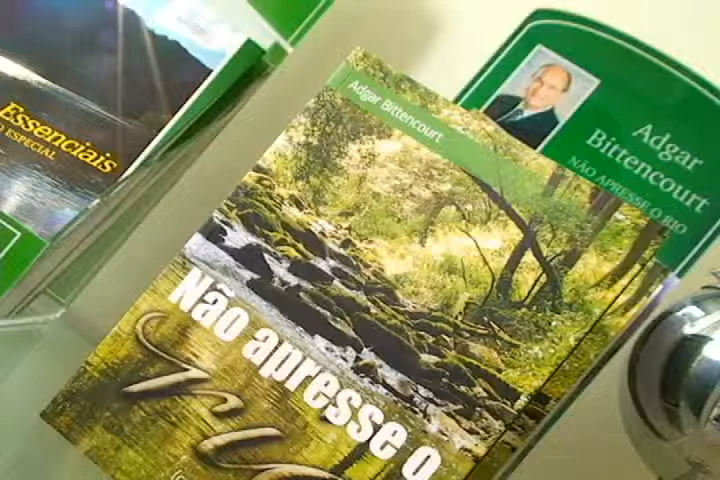 Essenciais
O ESPECIAL
Adgar Bittencourt
Não apresse o
Adgar
Bittencourt
NÃO APRESSE O RIO